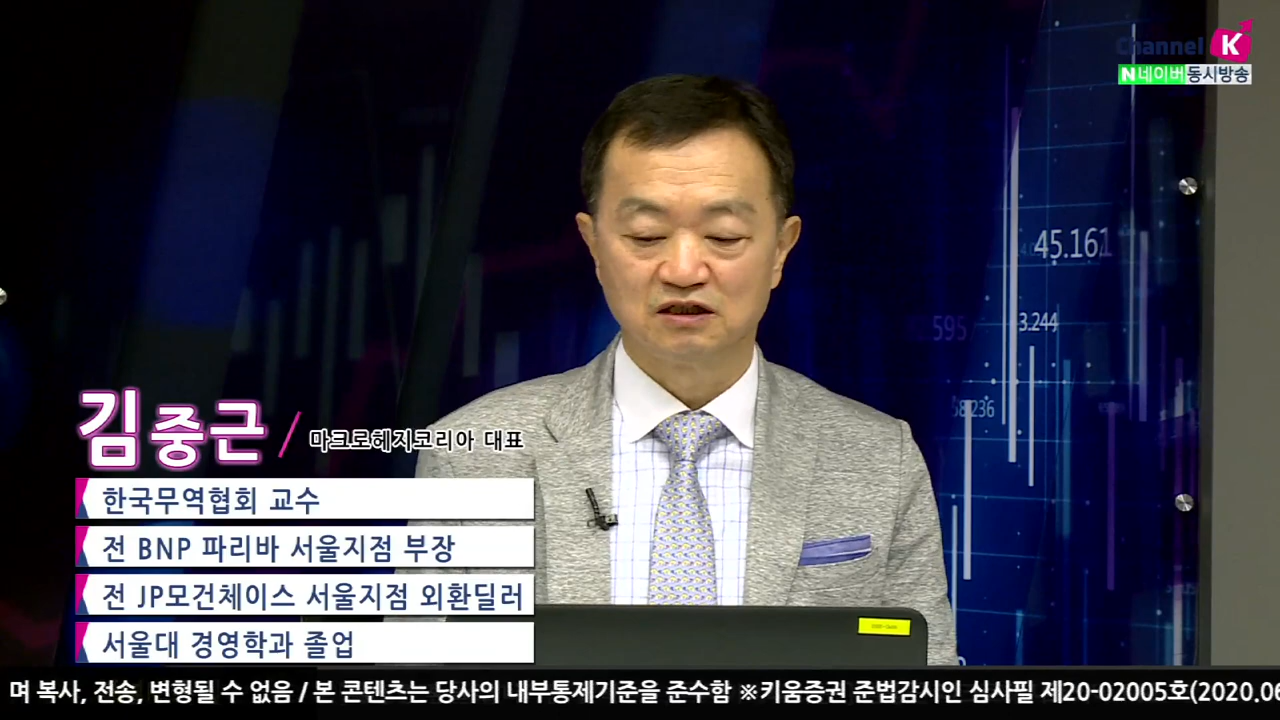 Channel K
N네이버 동시방송
45.161
595
3.244
58.236
김중근 / 마크로헤지코리아 대표
한국무역협회 교수
전 BNP 파리바 서울지점 부장
전 JP모건체이스 서울지점 외환딜러
서울대 경영학과 졸업
며 복사, 전송, 변형될 수 없음 / 본 콘텐츠는 당사의 내부통제기준을 준수함 ※키움증권 준법감시인 심사필 제20-02005호(2020.06